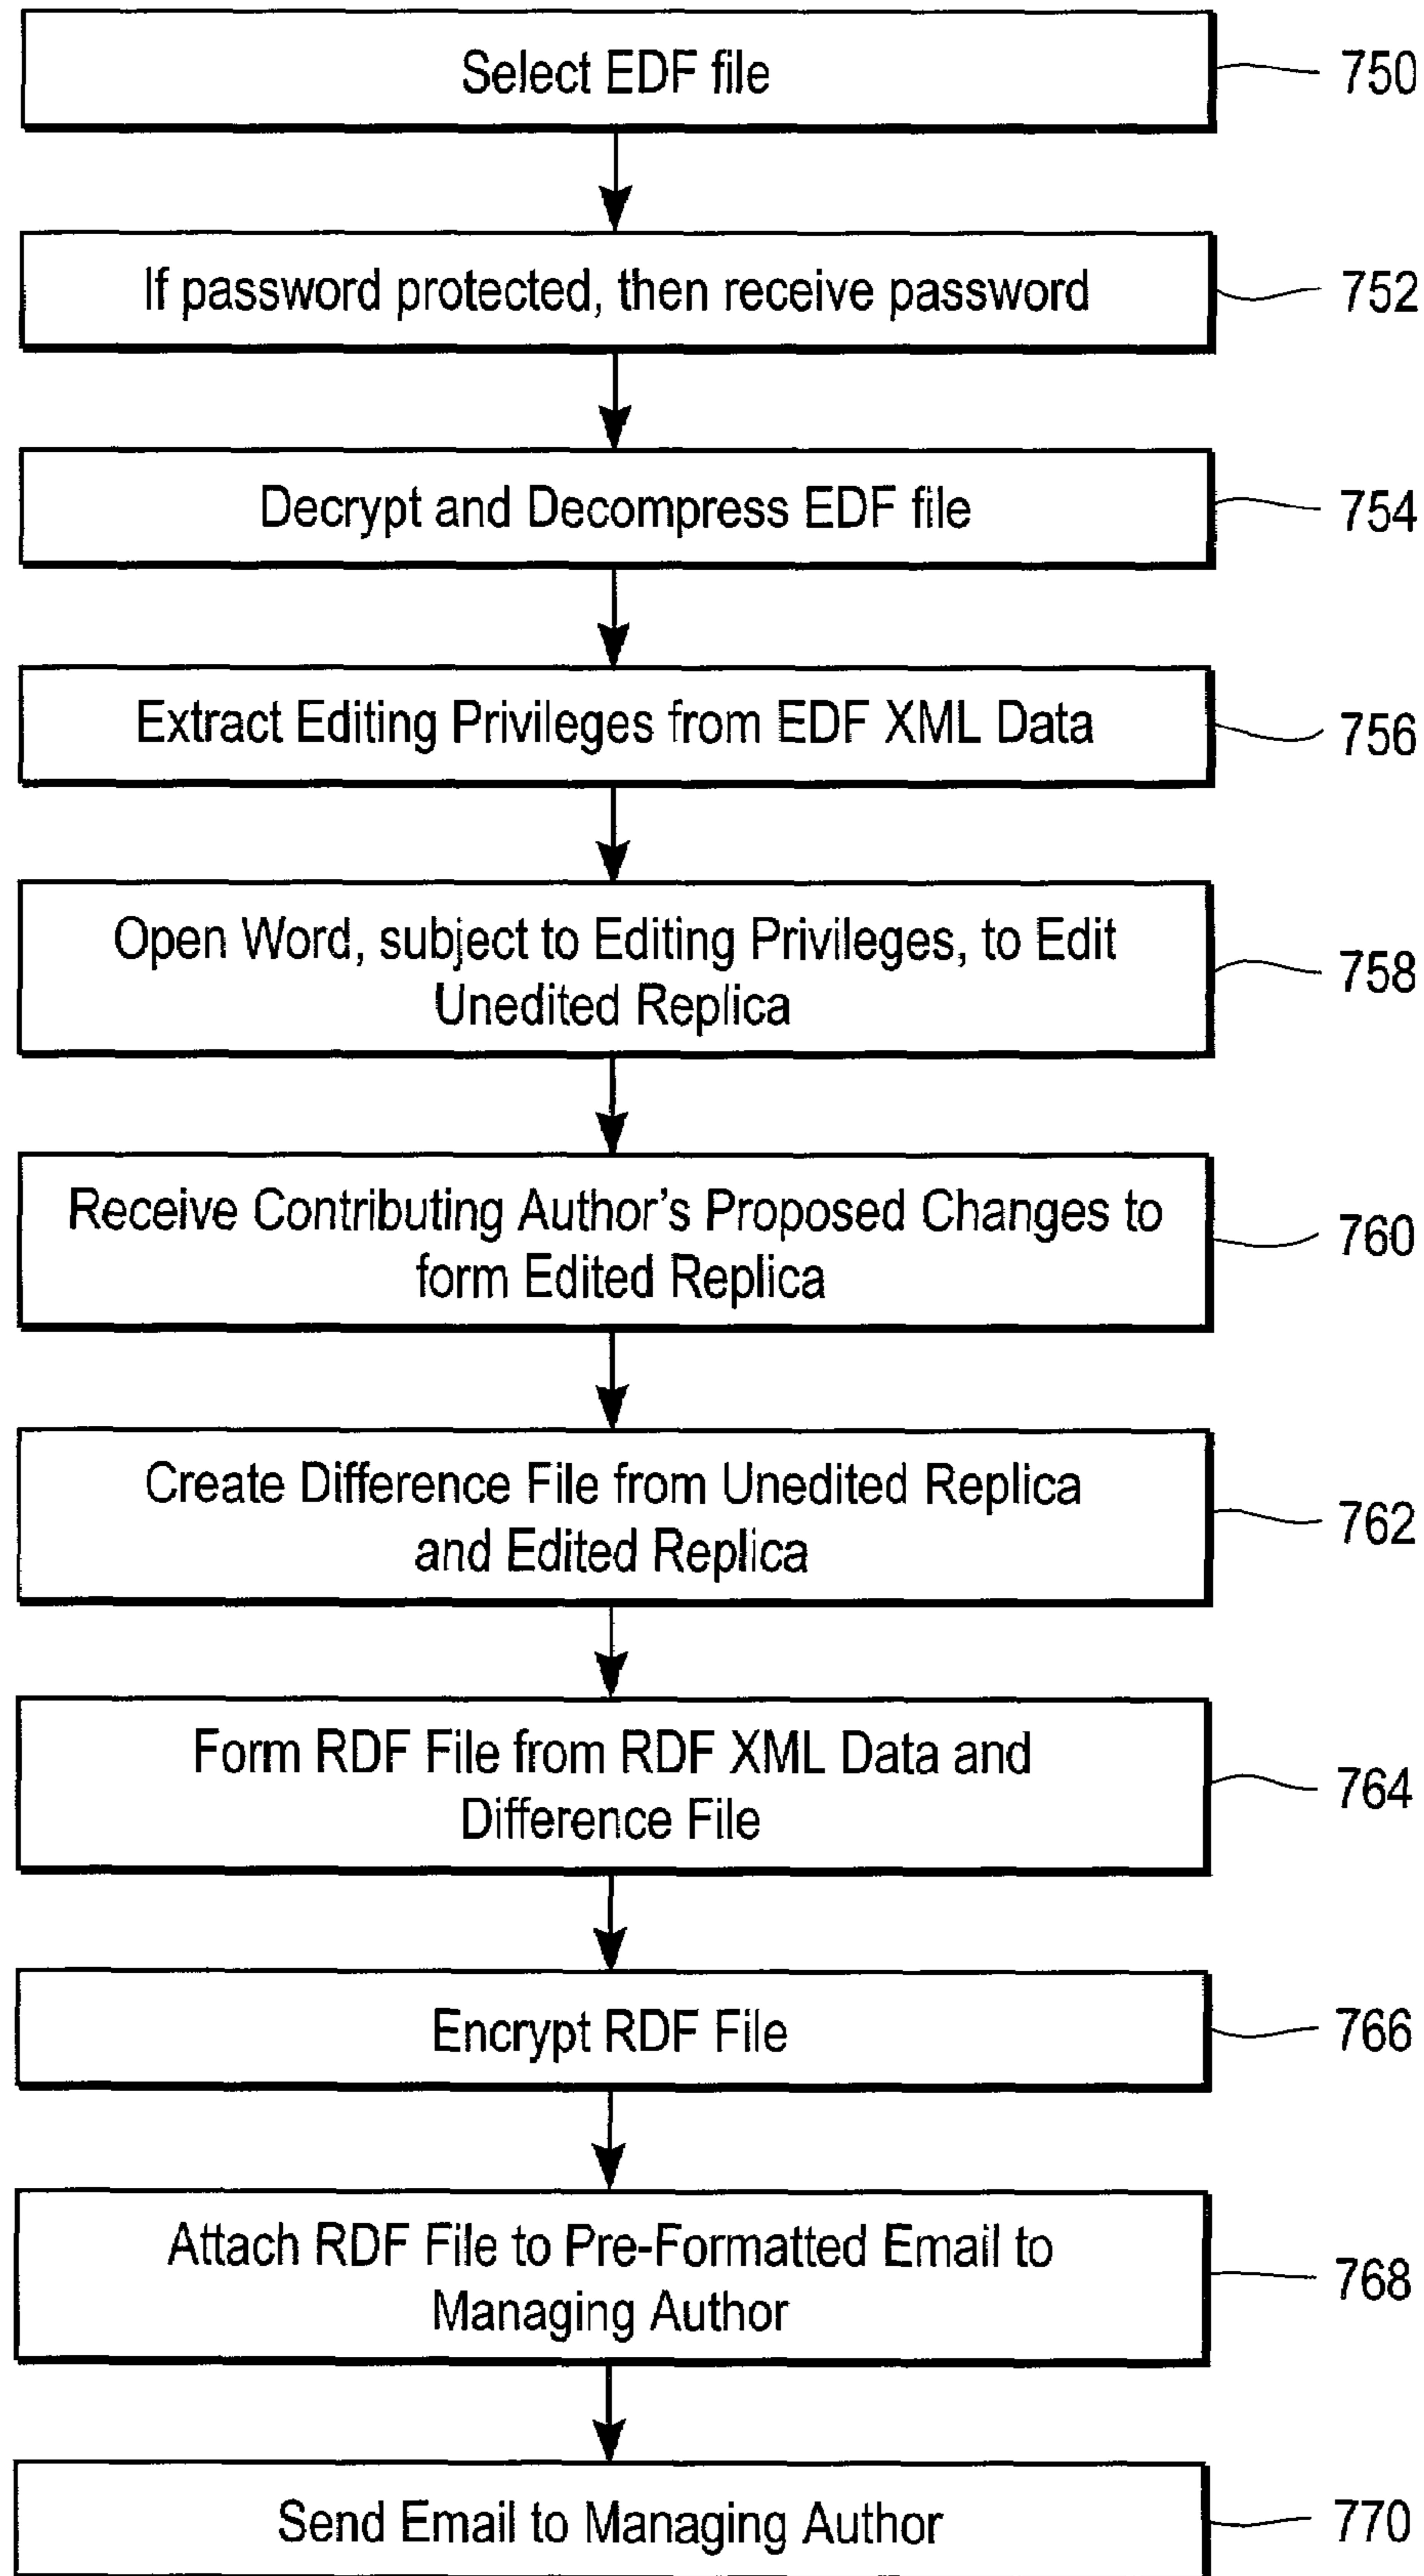 Select EDF file
750
If password protected, then receive password
752
Decrypt and Decompress EDF file
754
Extract Editing Privileges from EDF XML Data
756
Open Word, subject to Editing Privileges, to Edit
Unedited Replica
758
Receive Contributing Author's Proposed Changes to
form Edited Replica
760
Create Difference File from Unedited Replica
and Edited Replica
762
Form RDF File from RDF XML Data and
Difference File
764
Encrypt RDF File
766
Attach RDF File to Pre-Formatted Email to
Managing Author
768
Send Email to Managing Author
770